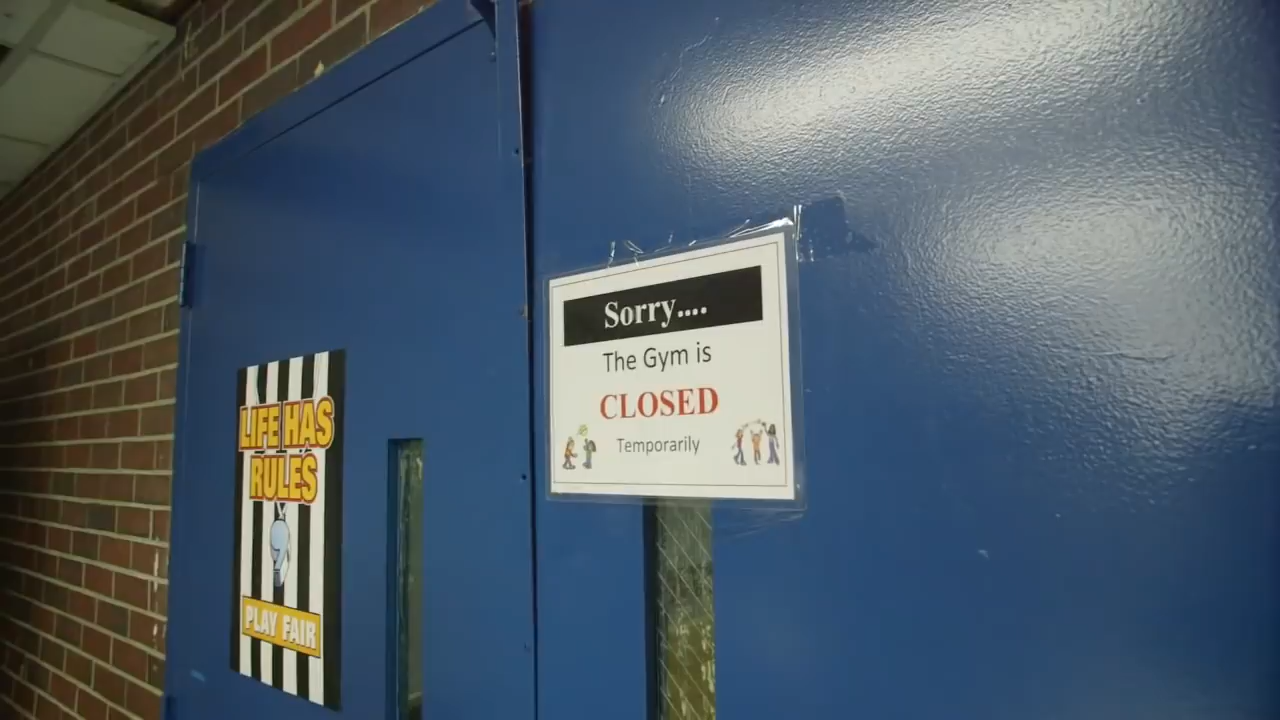 LIFE HAS
RULES
PLAY FAIR
Sorry....
The Gym is
CLOSED
Temporarily